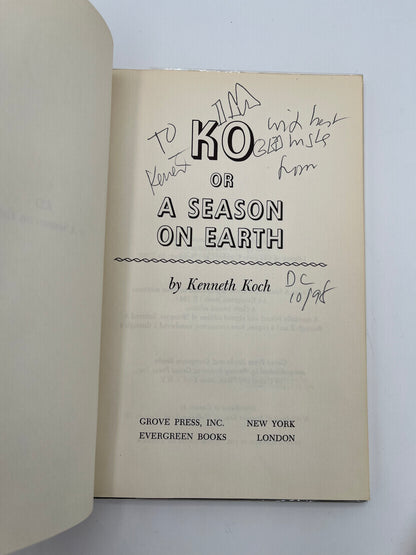 TO JIM
with best
wishes
from
Kenneth
KO
OR
A SEASON
ON EARTH
by Kenneth Koch
DC
10/98
GROVE PRESS, INC. NEW YORK
EVERGREEN BOOKS LONDON